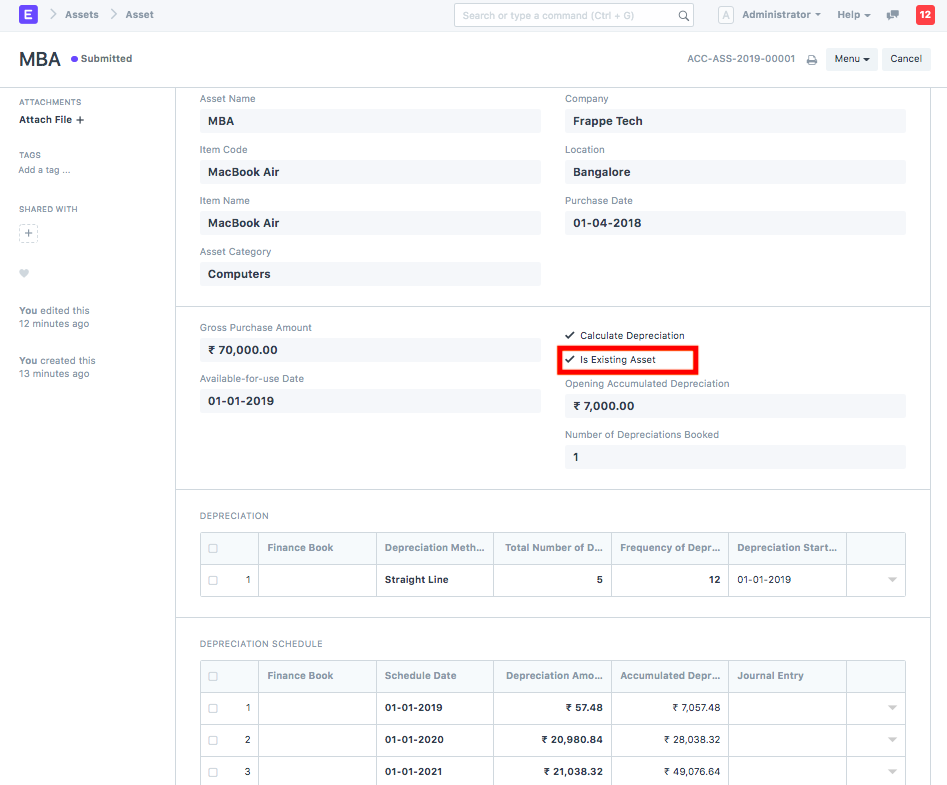 E Assets Asset Search or type a command (Ctrl + G) A Administrator Help 12
MBA Submitted ACC-ASS-2019-00001 Menu Cancel
ATTACHMENTS
Attach File +
TAGS
Add a tag ...
SHARED WITH
+
You edited this
12 minutes ago
You created this
13 minutes ago
Asset Name
MBA
Item Code
MacBook Air
Item Name
MacBook Air
Asset Category
Computers
Company
Frappe Tech
Location
Bangalore
Purchase Date
01-04-2018
Gross Purchase Amount
₹ 70,000.00
Available-for-use Date
01-01-2019
Calculate Depreciation
Is Existing Asset
Opening Accumulated Depreciation
₹ 7,000.00
Number of Depreciations Booked
1
DEPRECIATION
Finance Book Depreciation Meth... Total Number of D... Frequency of Depr... Depreciation Start...
1 Straight Line 5 12 01-01-2019
DEPRECIATION SCHEDULE
Finance Book Schedule Date Depreciation Amo... Accumulated Depr... Journal Entry
1 01-01-2019 ₹ 57.48 ₹ 7,057.48
2 01-01-2020 ₹ 20,980.84 ₹ 28,038.32
3 01-01-2021 ₹ 21,038.32 ₹ 49,076.64